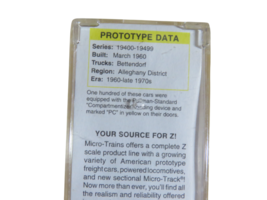 PROTOTYPE DATA
Series: 19400-19499
Built: March 1960
Trucks: Bettendorf
Region: Alleghany District
Era: 1960-late 1970s
One hundred of these cars were
equipped with the Pullman-Standard
"Compartmentalizer" loading device and
marked "PC" in yellow on their doors.
YOUR SOURCE FOR Z!
Micro-Trains offers a complete Z
scale product line with a growing
variety of American prototype
freight cars, powered locomotives,
and new sectional Micro-Track®!
Now more than ever, you'll find all
the realism and reliability offered